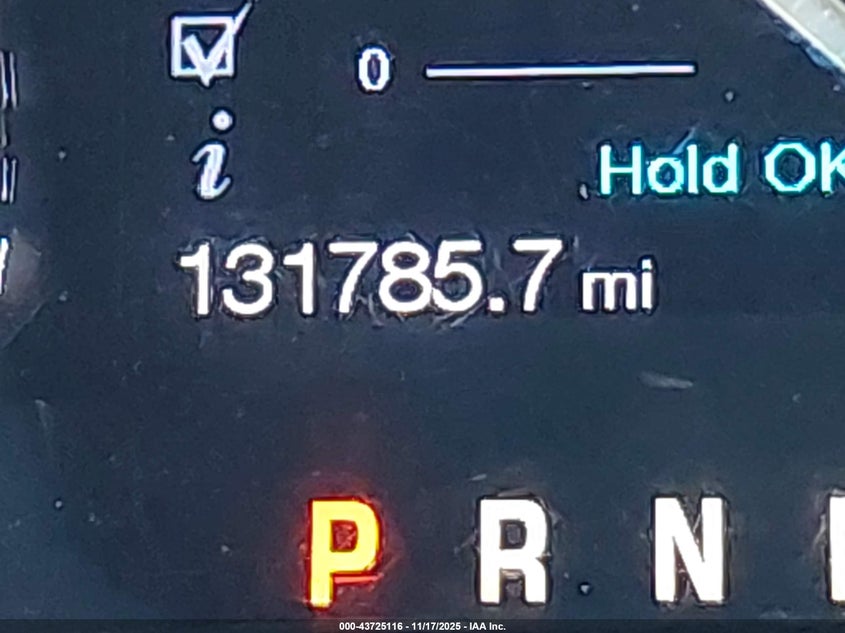 0
Hold OK
131785.7 mi
P R N
000-43725116 - 11/17/2025 - IAA Inc.